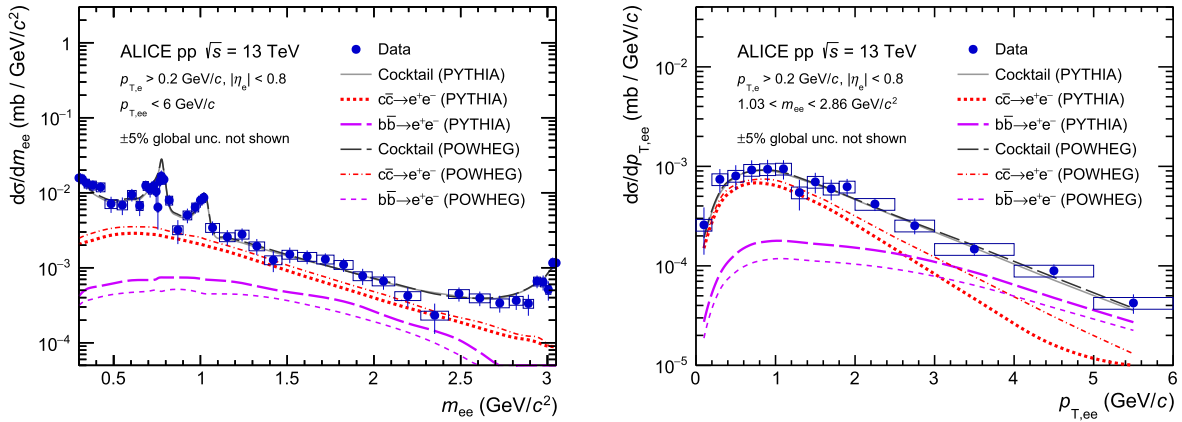 dσ/dm_ee (mb / GeV/c²)
1
10⁻¹
10⁻²
10⁻³
10⁻⁴
ALICE pp √s = 13 TeV
p_T,e > 0.2 GeV/c, |η_e| < 0.8
p_T,ee < 6 GeV/c
±5% global unc. not shown
Data
Cocktail (PYTHIA)
cc̅→e⁺e⁻ (PYTHIA)
bb̅→e⁺e⁻ (PYTHIA)
Cocktail (POWHEG)
cc̅→e⁺e⁻ (POWHEG)
bb̅→e⁺e⁻ (POWHEG)
0.5 1 1.5 2 2.5 3
m_ee (GeV/c²)
dσ/dp_T,ee (mb / GeV/c)
10⁻¹
10⁻²
10⁻³
10⁻⁴
10⁻⁵
ALICE pp √s = 13 TeV
p_T,e > 0.2 GeV/c, |η_e| < 0.8
1.03 < m_ee < 2.86 GeV/c²
±5% global unc. not shown
Data
Cocktail (PYTHIA)
cc̅→e⁺e⁻ (PYTHIA)
bb̅→e⁺e⁻ (PYTHIA)
Cocktail (POWHEG)
cc̅→e⁺e⁻ (POWHEG)
bb̅→e⁺e⁻ (POWHEG)
0 1 2 3 4 5 6
p_T,ee (GeV/c)